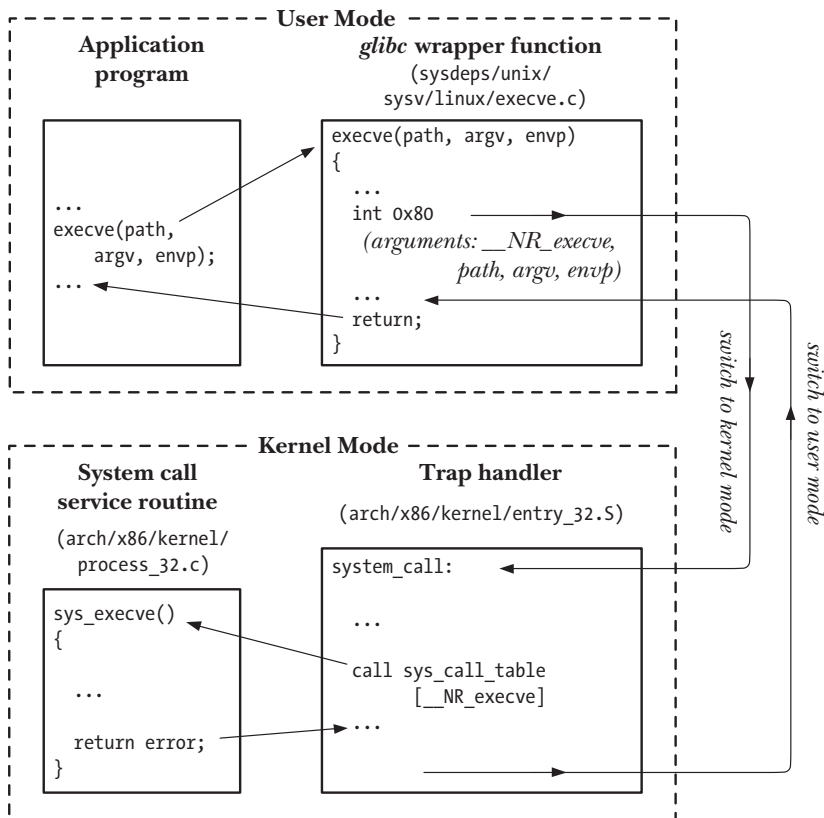 User Mode
Application
program
glibc wrapper function
(sysdeps/unix/
sysv/linux/execve.c)
...
execve(path,
argv, envp);
...
execve(path, argv, envp)
{
...
int 0x80
(arguments: __NR_execve,
path, argv, envp)
...
return;
}
switch to kernel mode
switch to user mode
Kernel Mode
System call
service routine
(arch/x86/kernel/
process_32.c)
Trap handler
(arch/x86/kernel/entry_32.S)
sys_execve()
{
...
return error;
}
system_call:
...
call sys_call_table
[__NR_execve]
...